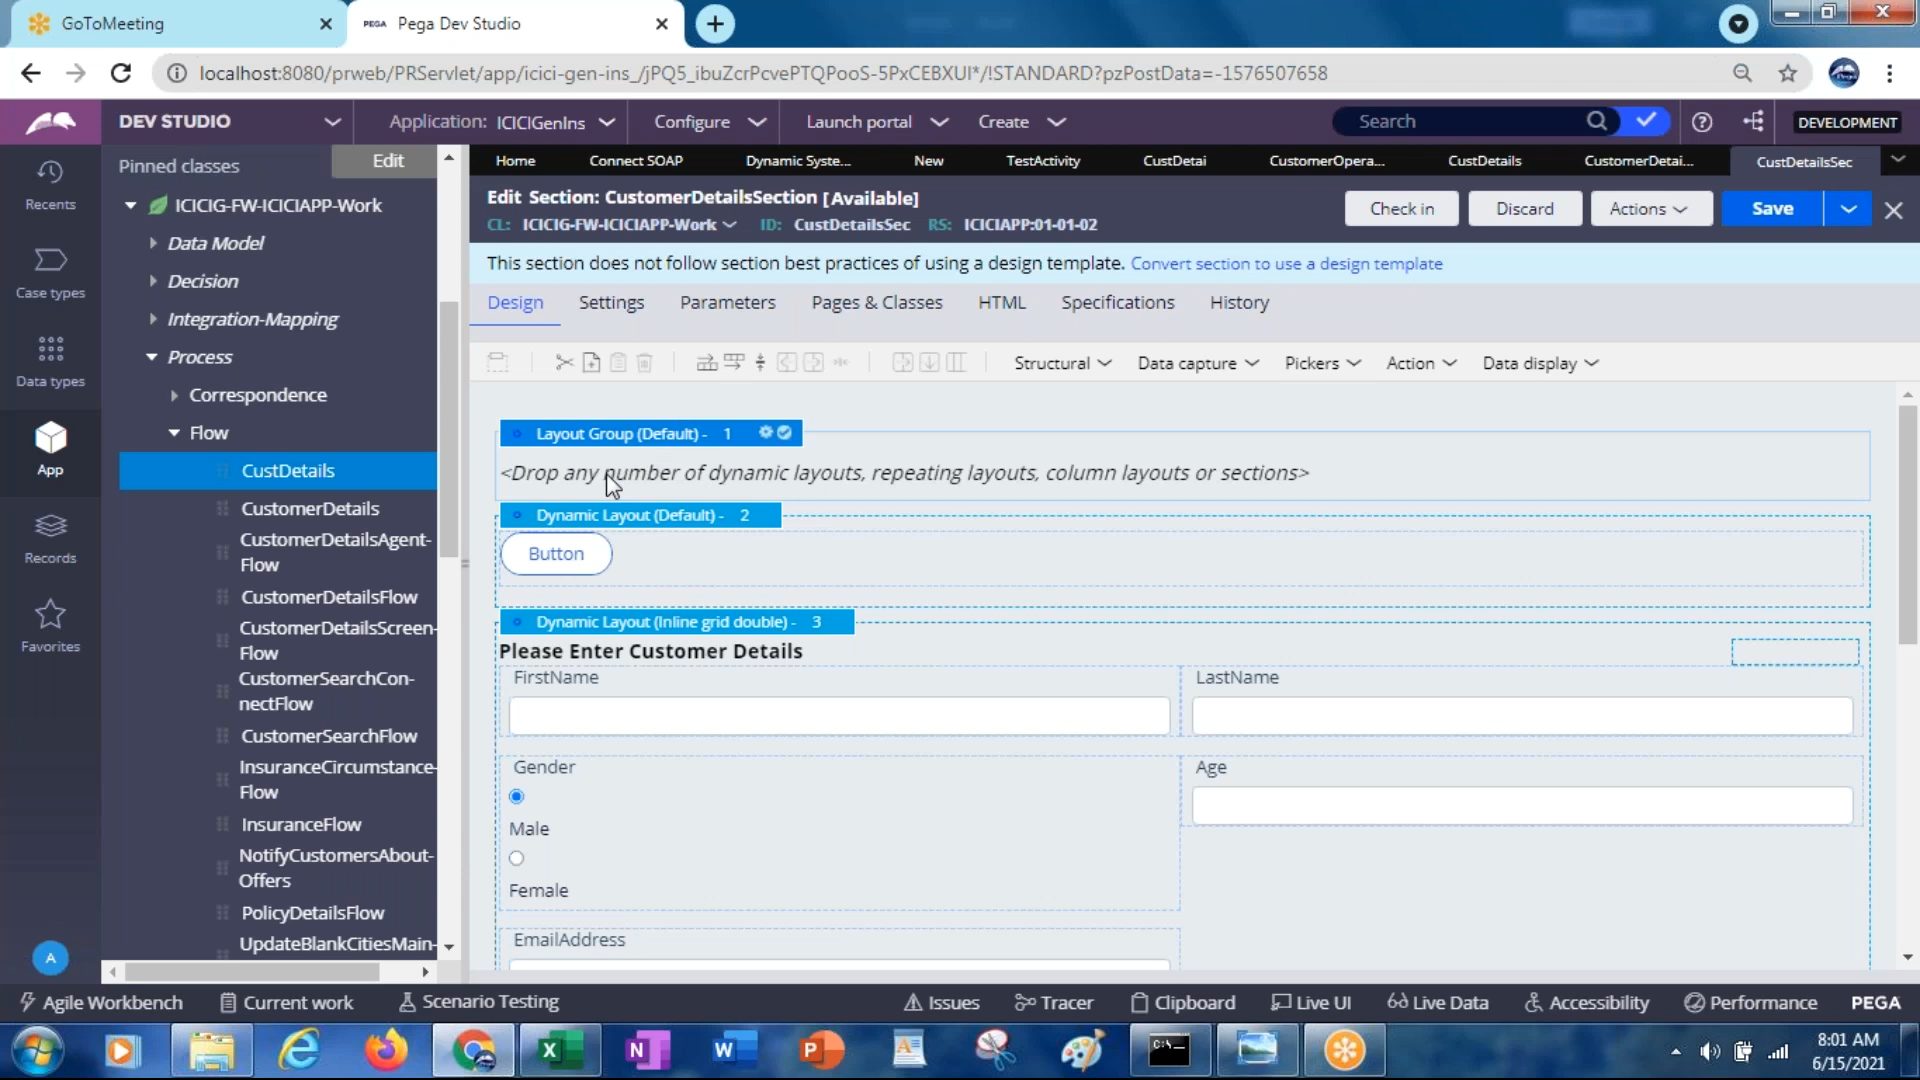 GoToMeeting
PEGA Pega Dev Studio
localhost:8080/prweb/PRServlet/app/icici-gen-ins_/jPQ5_ibuZcrPcvePTQPooS-5PxCEBXUI*/!STANDARD?pzPostData=-1576507658
DEV STUDIO
Application: ICICIGenIns
Configure
Launch portal
Create
Search
DEVELOPMENT
Recents
Case types
Data types
App
Records
Favorites
A
Pinned classes
Edit
ICICIG-FW-ICICIAPP-Work
Data Model
Decision
Integration-Mapping
Process
Correspondence
Flow
CustDetails
CustomerDetails
CustomerDetailsAgent-
Flow
CustomerDetailsFlow
CustomerDetailsScreen-
Flow
CustomerSearchCon-
nectFlow
CustomerSearchFlow
InsuranceCircumstance-
Flow
InsuranceFlow
NotifyCustomersAbout-
Offers
PolicyDetailsFlow
UpdateBlankCitiesMain-
Home
Connect SOAP
Dynamic Syste...
New
TestActivity
CustDetai
CustomerOpera...
CustDetails
CustomerDetai...
CustDetailsSec
Edit Section: CustomerDetailsSection [Available]
CL: ICICIG-FW-ICICIAPP-Work ID: CustDetailsSec RS: ICICIAPP:01-01-02
Check in
Discard
Actions
Save
This section does not follow section best practices of using a design template. Convert section to use a design template
Design
Settings
Parameters
Pages & Classes
HTML
Specifications
History
Structural
Data capture
Pickers
Action
Data display
Layout Group (Default) - 1
<Drop any number of dynamic layouts, repeating layouts, column layouts or sections>
Dynamic Layout (Default) - 2
Button
Dynamic Layout (Inline grid double) - 3
Please Enter Customer Details
FirstName
LastName
Gender
Age
Male
Female
EmailAddress
Agile Workbench
Current work
Scenario Testing
Issues
Tracer
Clipboard
Live UI
Live Data
Accessibility
Performance
PEGA
8:01 AM
6/15/2021